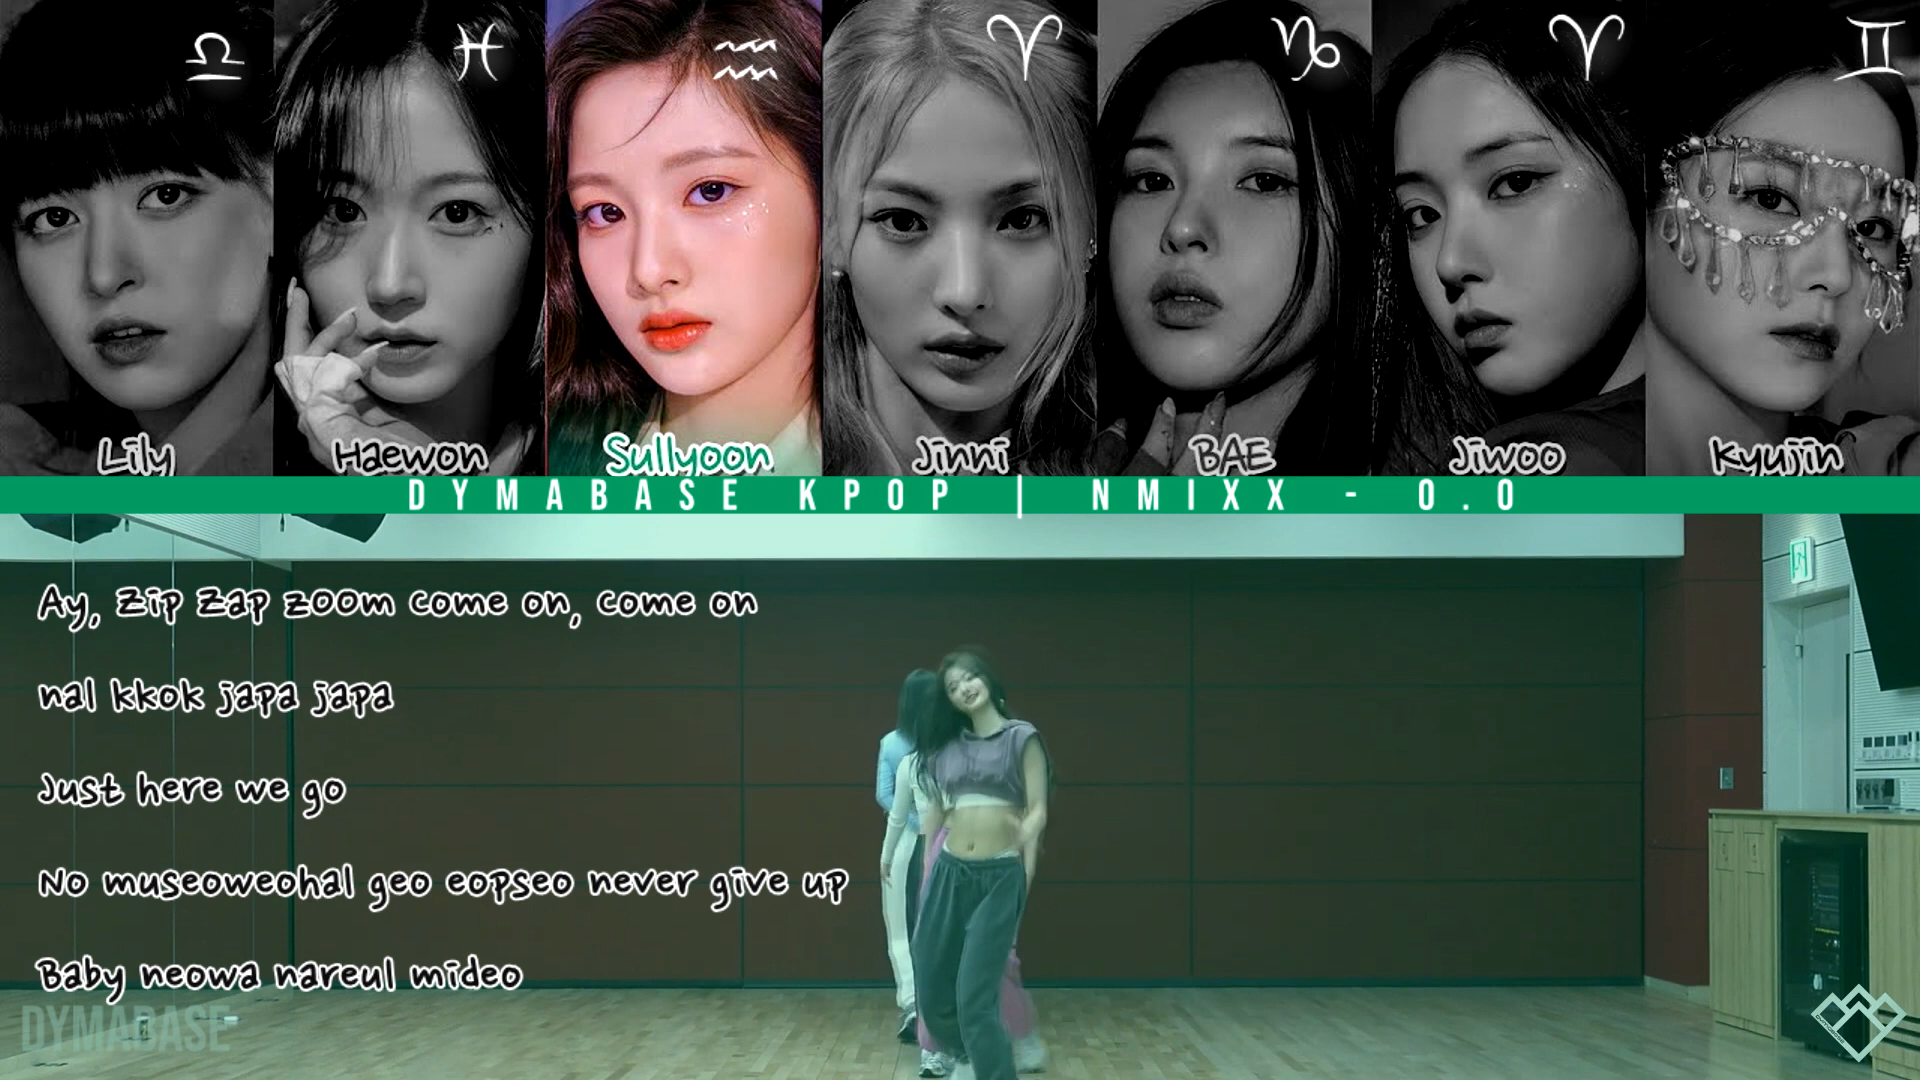 Lily Haewon Sullyoon Jinni BAE Jiwoo Kyujin
DYMABASE KPOP | NMIXX - O.O
Ay, Zip Zap zoom come on, come on
nal kkok japa japa
Just here we go
No museoweohal geo eopseo never give up
Baby neowa nareul mideo
DYMABASE